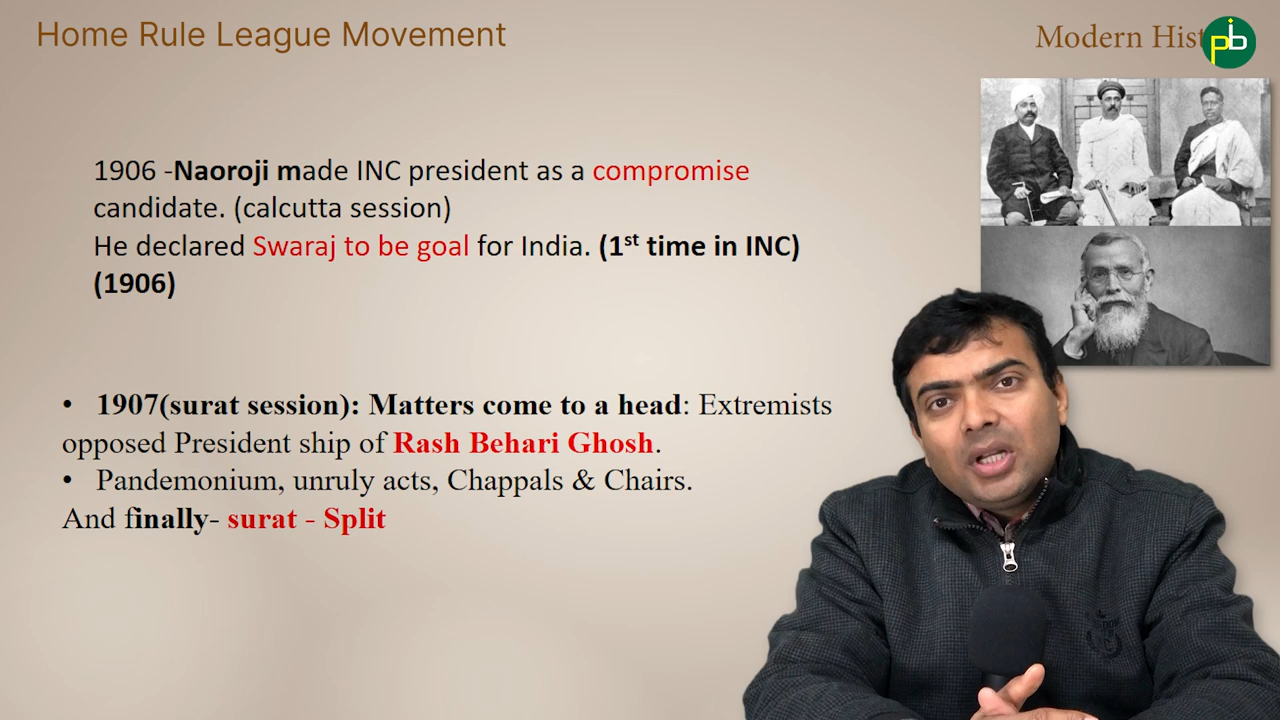 Home Rule League Movement
Modern Hist
pib
1906 -Naoroji made INC president as a compromise
candidate. (calcutta session)
He declared Swaraj to be goal for India. (1st time in INC)
(1906)
• 1907(surat session): Matters come to a head: Extremists
opposed President ship of Rash Behari Ghosh.
• Pandemonium, unruly acts, Chappals & Chairs.
And finally- surat - Split